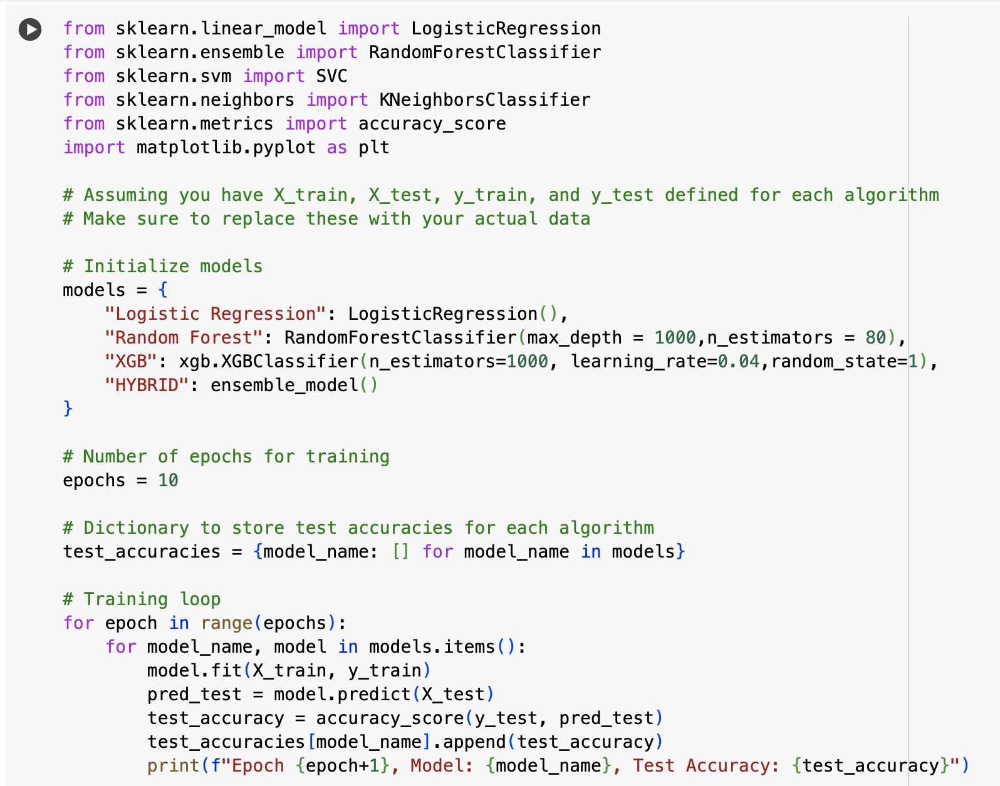 from sklearn.linear_model import LogisticRegression
from sklearn.ensemble import RandomForestClassifier
from sklearn.svm import SVC
from sklearn.neighbors import KNeighborsClassifier
from sklearn.metrics import accuracy_score
import matplotlib.pyplot as plt

# Assuming you have X_train, X_test, y_train, and y_test defined for each algorithm
# Make sure to replace these with your actual data

# Initialize models
models = {
    "Logistic Regression": LogisticRegression(),
    "Random Forest": RandomForestClassifier(max_depth = 1000,n_estimators = 80),
    "XGB": xgb.XGBClassifier(n_estimators=1000, learning_rate=0.04,random_state=1),
    "HYBRID": ensemble_model()
}

# Number of epochs for training
epochs = 10

# Dictionary to store test accuracies for each algorithm
test_accuracies = {model_name: [] for model_name in models}

# Training loop
for epoch in range(epochs):
    for model_name, model in models.items():
        model.fit(X_train, y_train)
        pred_test = model.predict(X_test)
        test_accuracy = accuracy_score(y_test, pred_test)
        test_accuracies[model_name].append(test_accuracy)
        print(f"Epoch {epoch+1}, Model: {model_name}, Test Accuracy: {test_accuracy}")